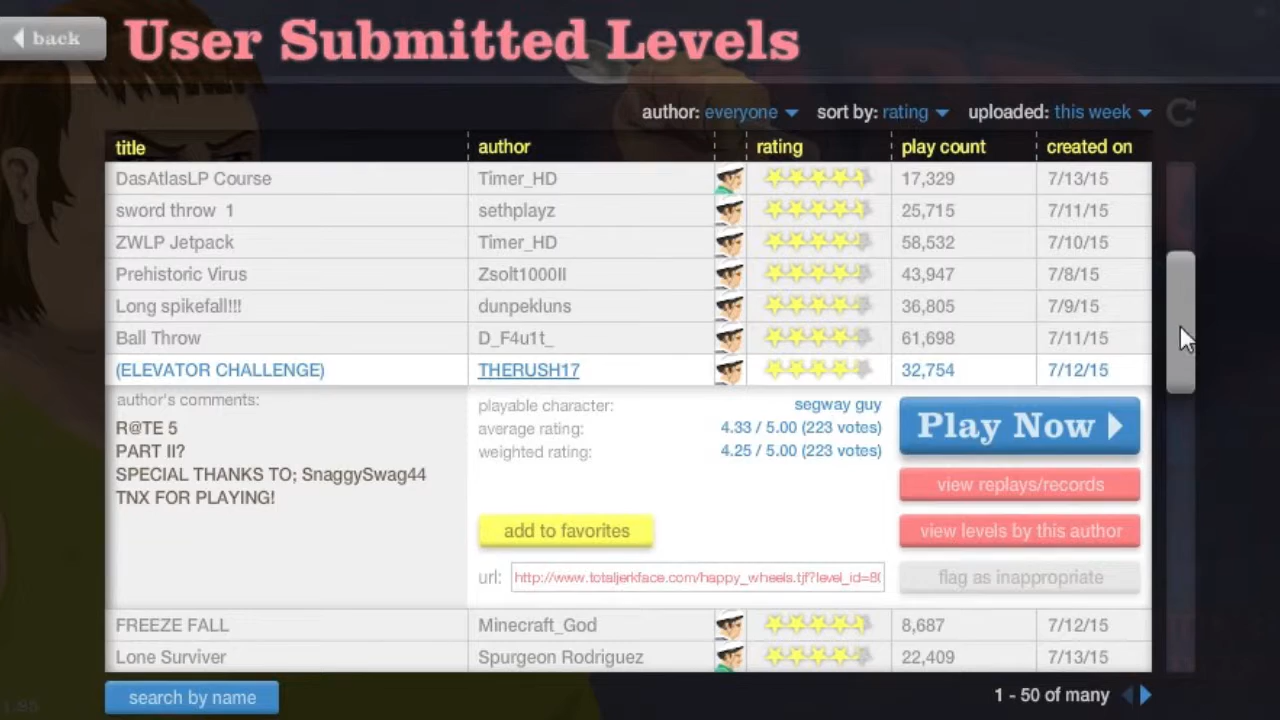 back
User Submitted Levels
author: everyone sort by: rating uploaded: this week
title author rating play count created on
DasAtlasLP Course Timer_HD 17,329 7/13/15
sword throw 1 sethplayz 25,715 7/11/15
ZWLP Jetpack Timer_HD 58,532 7/10/15
Prehistoric Virus Zsolt1000II 43,947 7/8/15
Long spikefall!!! dunpekluns 36,805 7/9/15
Ball Throw D_F4u1t_ 61,698 7/11/15
(ELEVATOR CHALLENGE) THERUSH17 32,754 7/12/15
author's comments:
R@TE 5
PART II?
SPECIAL THANKS TO; SnaggySwag44
TNX FOR PLAYING!
playable character: segway guy
average rating: 4.33 / 5.00 (223 votes)
weighted rating: 4.25 / 5.00 (223 votes)
add to favorites
url: http://www.totaljerkface.com/happy_wheels.tjf?level_id=8
Play Now
view replays/records
view levels by this author
flag as inappropriate
FREEZE FALL Minecraft_God 8,687 7/12/15
Lone Surviver Spurgeon Rodriguez 22,409 7/13/15
search by name
1 - 50 of many